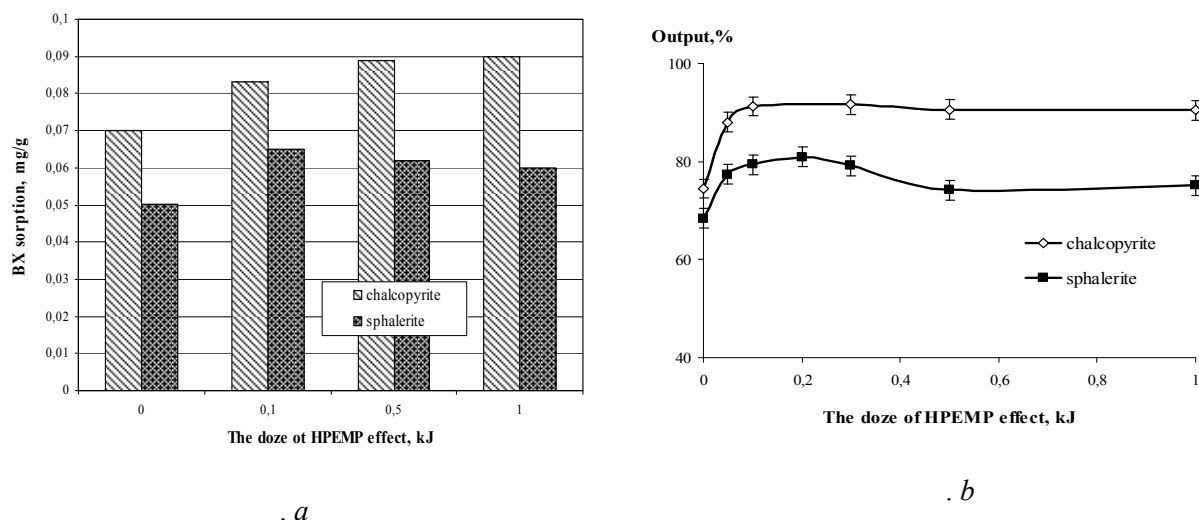 0,1
0,09
0,08
0,07
0,06
0,05
0,04
0,03
0,02
0,01
0
BX sorption, mg/g
chalcopyrite
sphalerite
0 0,1 0,5 1
The doze ot HPEMP effect, kJ
. a
Output,%
100
80
60
40
chalcopyrite
sphalerite
0 0,2 0,4 0,6 0,8 1
The doze of HPEMP effect, kJ
. b